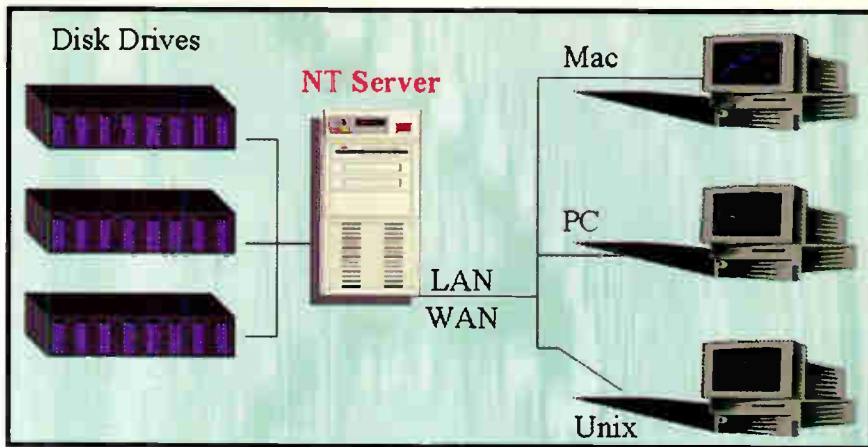 Disk Drives
NT Server
Mac
PC
LAN
WAN
Unix